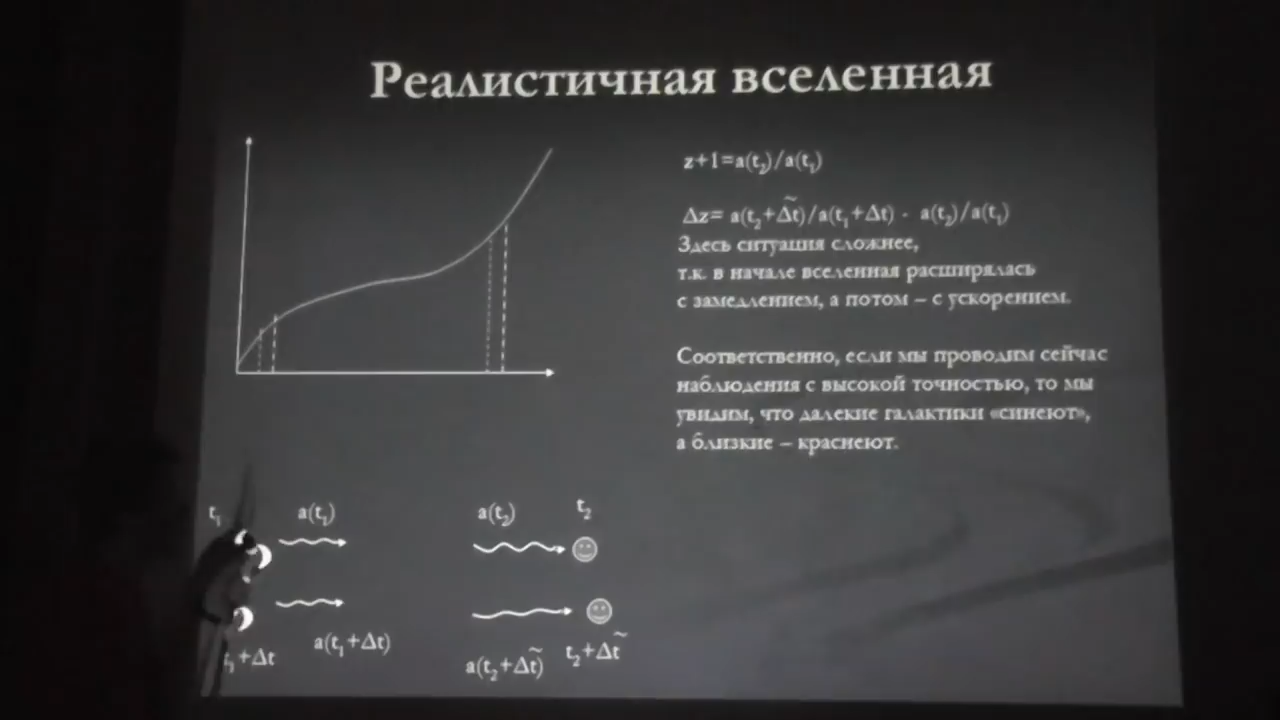 Реалистичная вселенная
z+1=a(t₂)/a(t₁)
Δz= a(t₂+Δt̃)/a(t₁+Δt) - a(t₂)/a(t₁)
Здесь ситуация сложнее,
т.к. в начале вселенная расширялась
с замедлением, а потом – с ускорением.
Соответственно, если мы проводим сейчас
наблюдения с высокой точностью, то мы
увидим, что далекие галактики «синеют»,
а близкие – краснеют.
t₁ a(t₁) a(t₂) t₂
t₁+Δt a(t₁+Δt) a(t₂+Δt̃) t₂+Δt̃